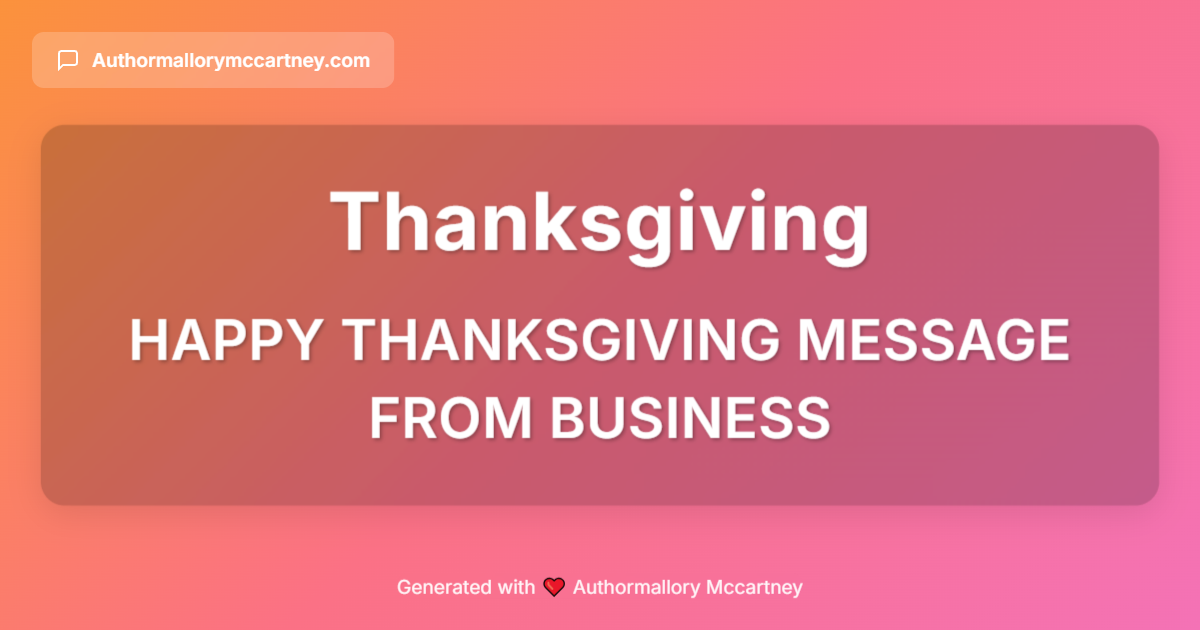 Authormallorymccartney.com
Thanksgiving
HAPPY THANKSGIVING MESSAGE
FROM BUSINESS
Generated with ❤️ Authormallory Mccartney